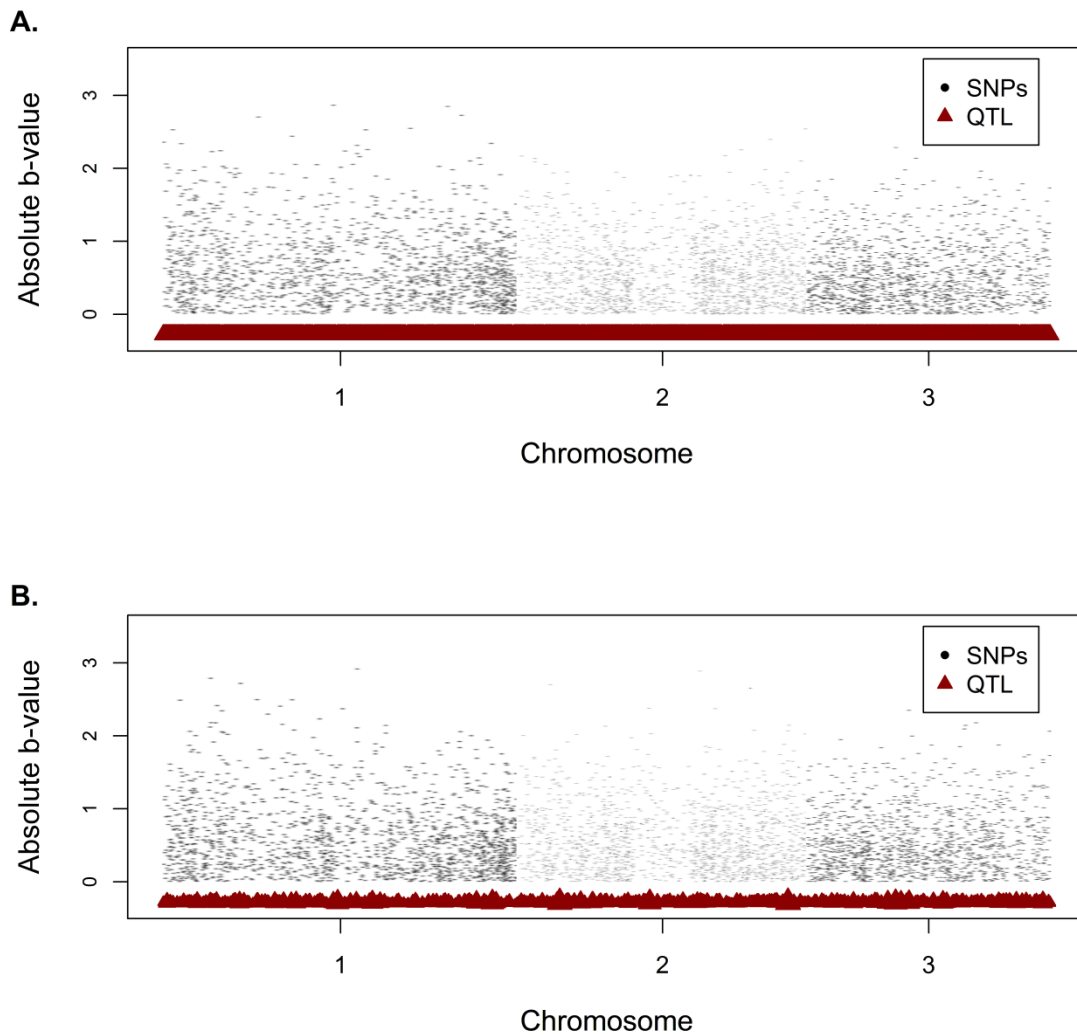 A.
Absolute b-value
3
2
1
0
SNPs
QTL
1 2 3
Chromosome
B.
Absolute b-value
3
2
1
0
SNPs
QTL
1 2 3
Chromosome